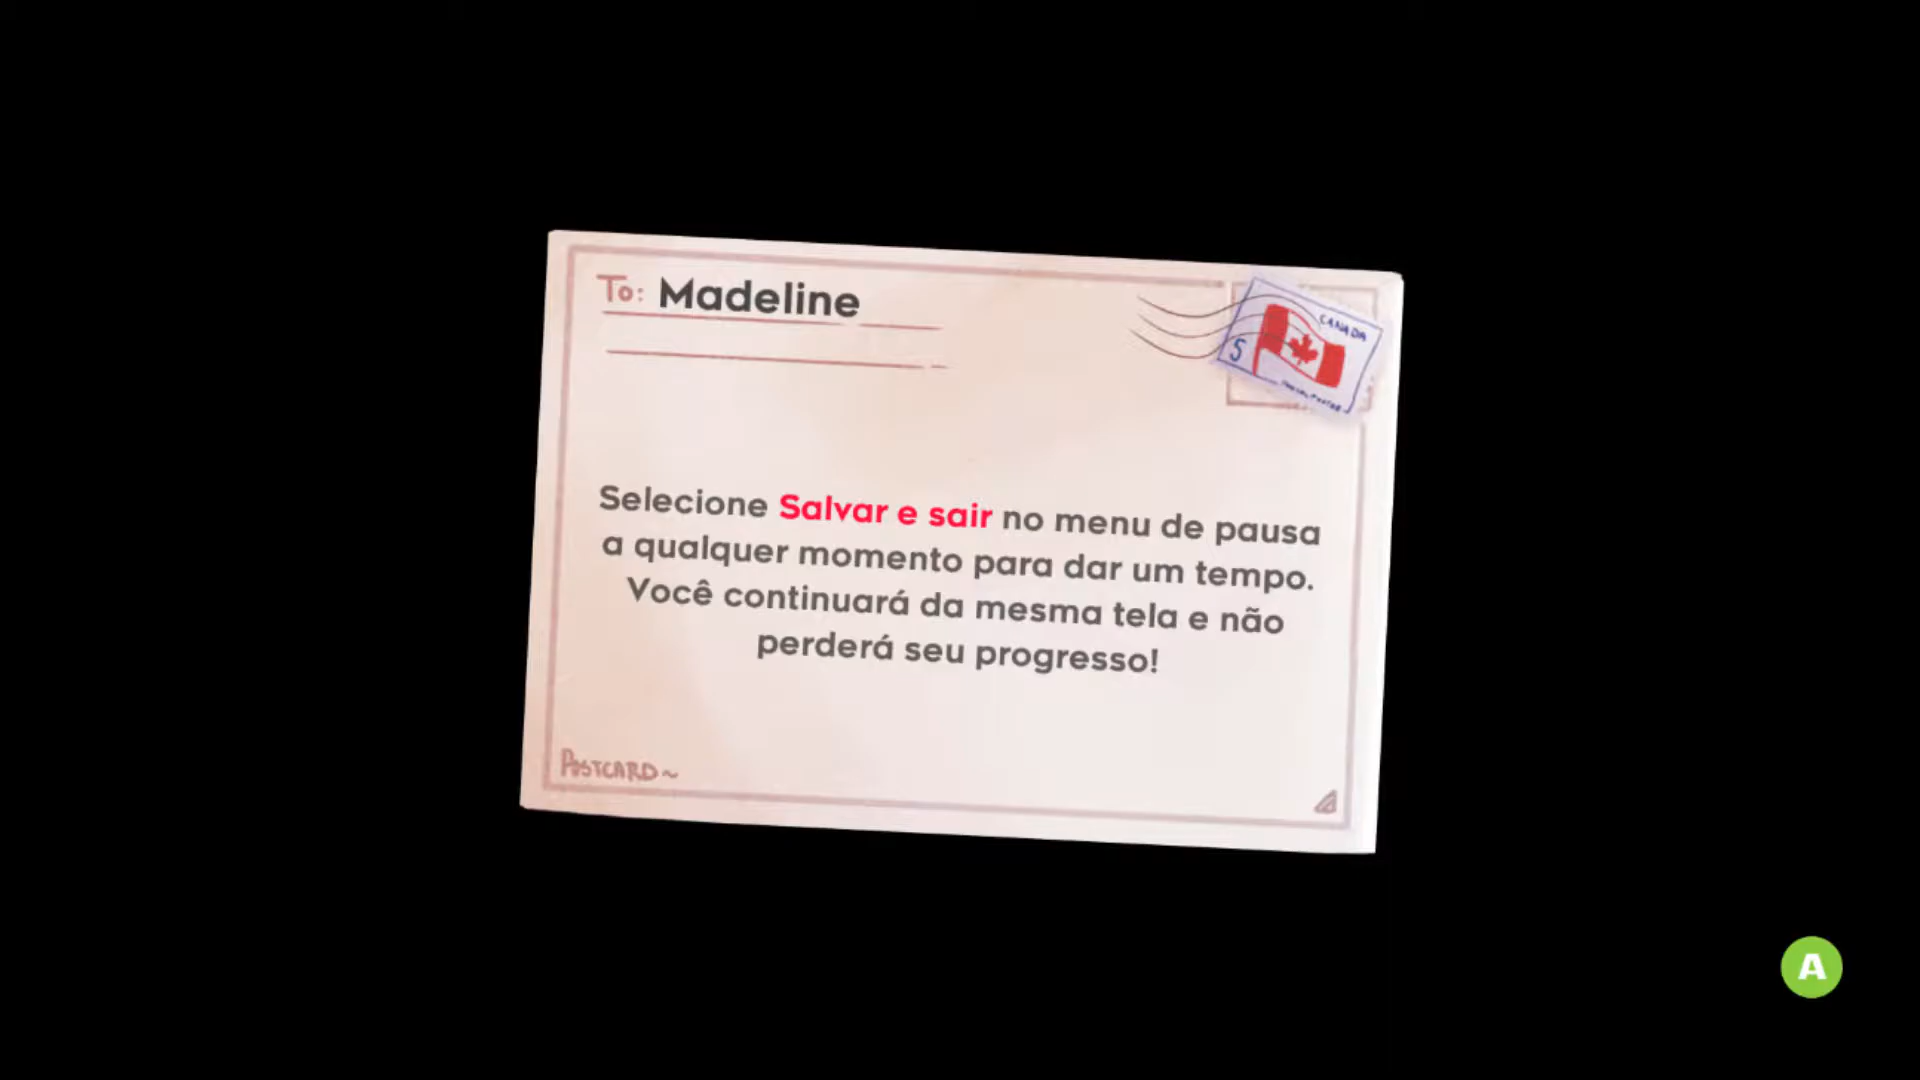 To: Madeline
CANADA
5
Selecione Salvar e sair no menu de pausa
a qualquer momento para dar um tempo.
Você continuará da mesma tela e não
perderá seu progresso!
POSTCARD~
A